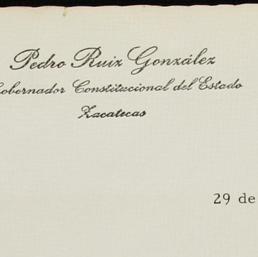 Pedro Ruiz González
Gobernador Constitucional del Estado
Zacatecas
29 de